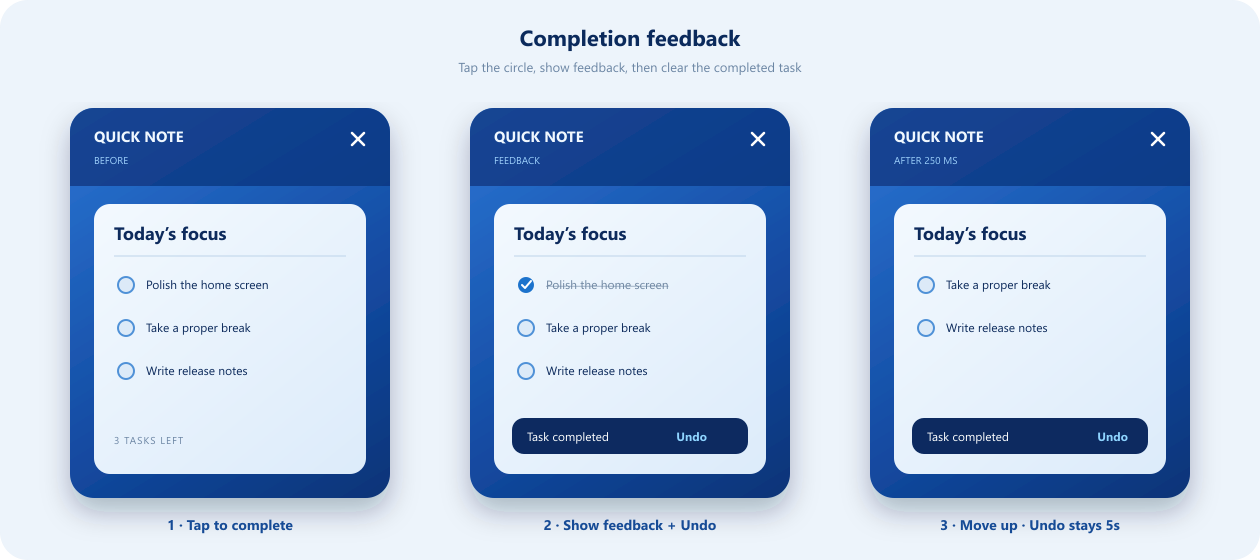 Completion feedback
Tap the circle, show feedback, then clear the completed task
QUICK NOTE
BEFORE
Today’s focus
Polish the home screen
Take a proper break
Write release notes
3 TASKS LEFT
1 · Tap to complete
QUICK NOTE
FEEDBACK
Today’s focus
Polish the home screen
Take a proper break
Write release notes
Task completed Undo
2 · Show feedback + Undo
QUICK NOTE
AFTER 250 MS
Today’s focus
Take a proper break
Write release notes
Task completed Undo
3 · Move up · Undo stays 5s